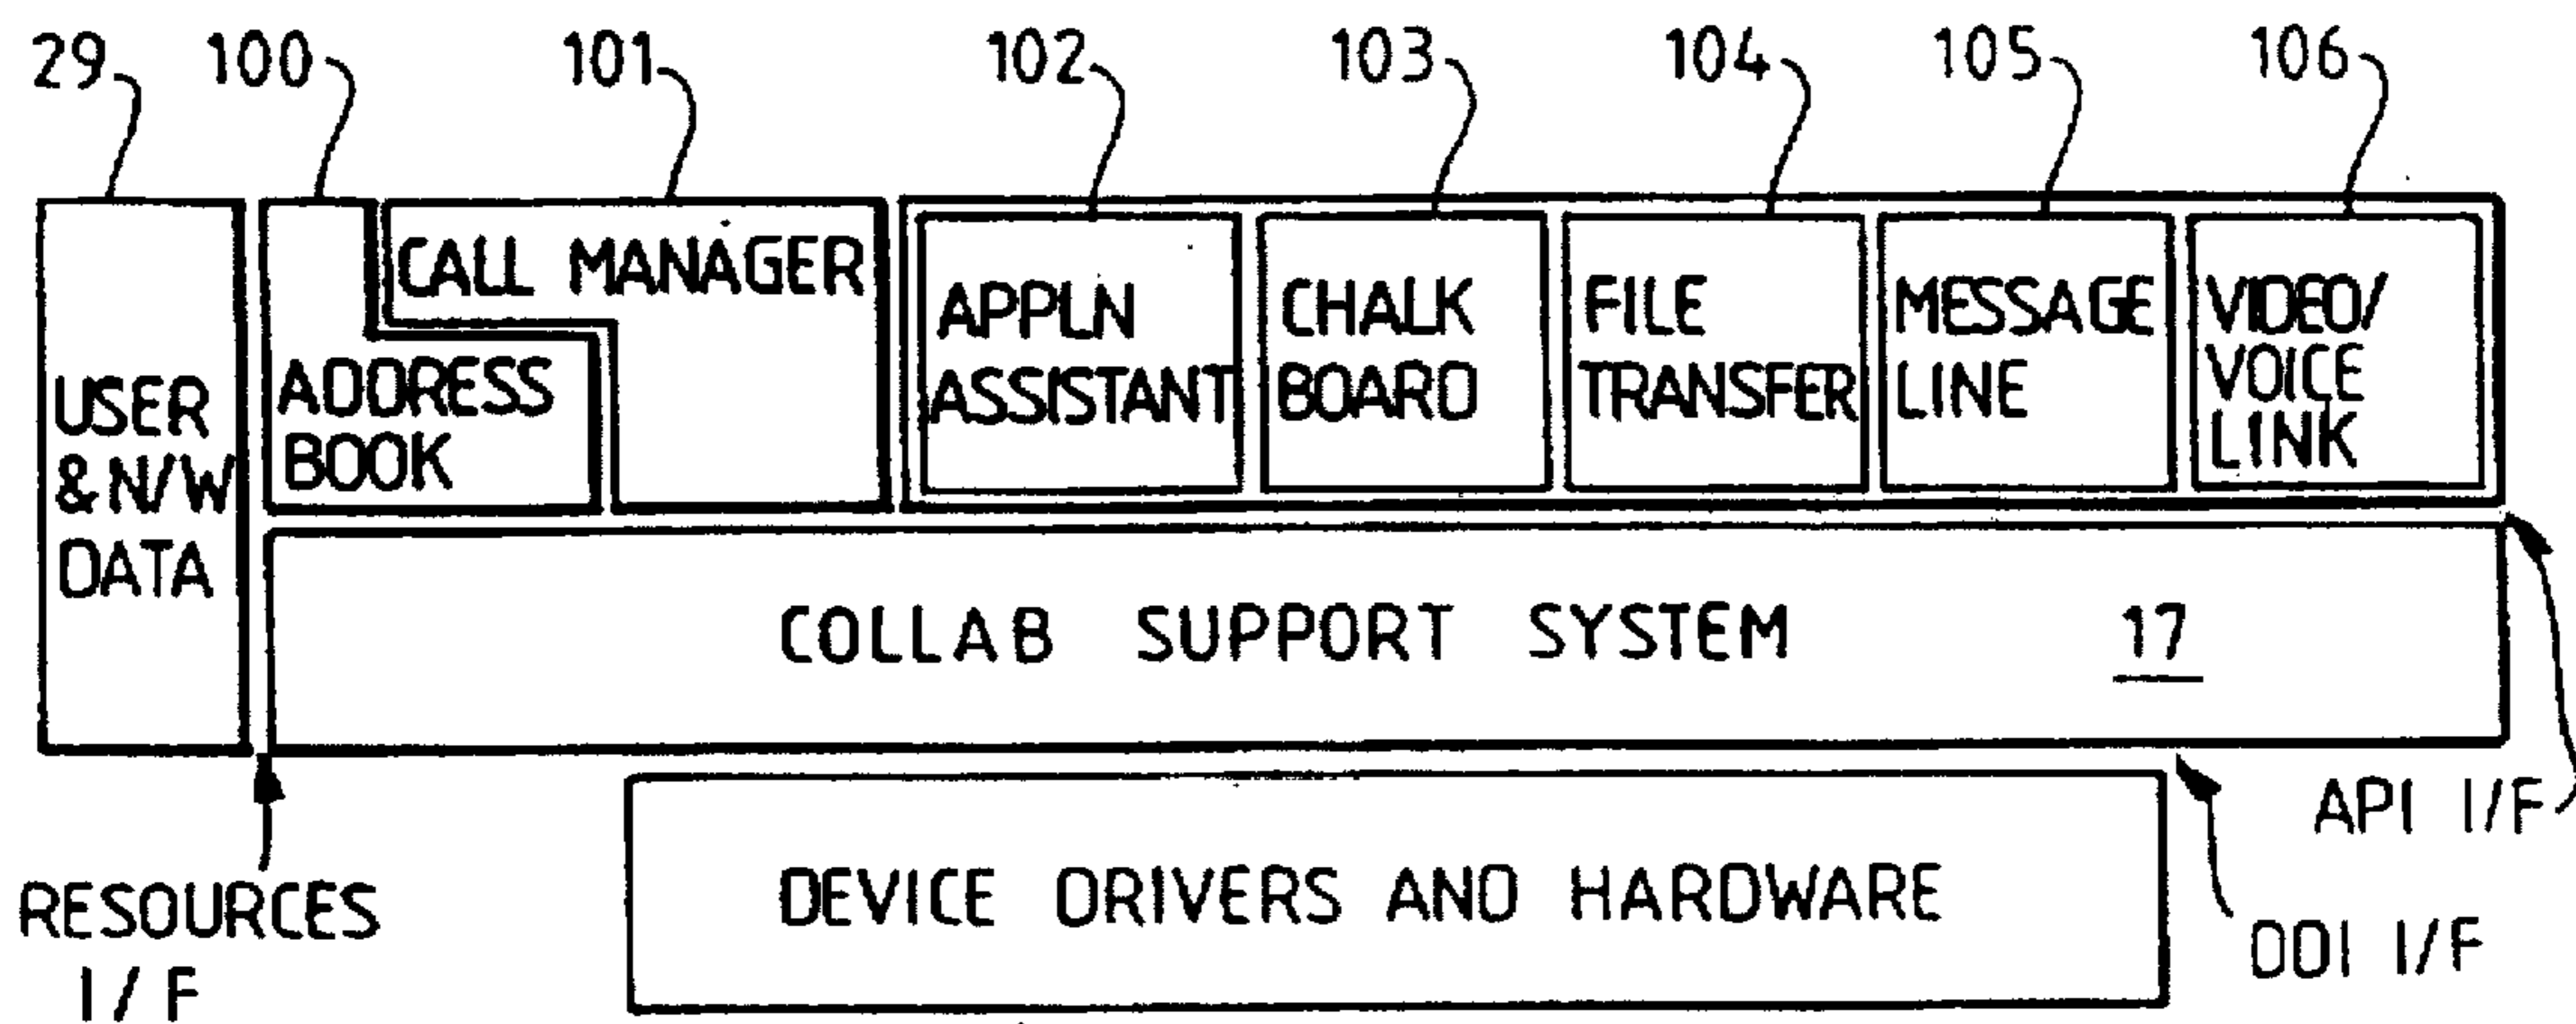 29 100 101 102 103 104 105 106
CALL MANAGER
USER
& N/W
DATA
ADDRESS
BOOK
APPLN
ASSISTANT
CHALK
BOARD
FILE
TRANSFER
MESSAGE
LINE
VIDEO/
VOICE
LINK
COLLAB SUPPORT SYSTEM 17
API I/F
RESOURCES
I/F
DEVICE DRIVERS AND HARDWARE
DDI I/F